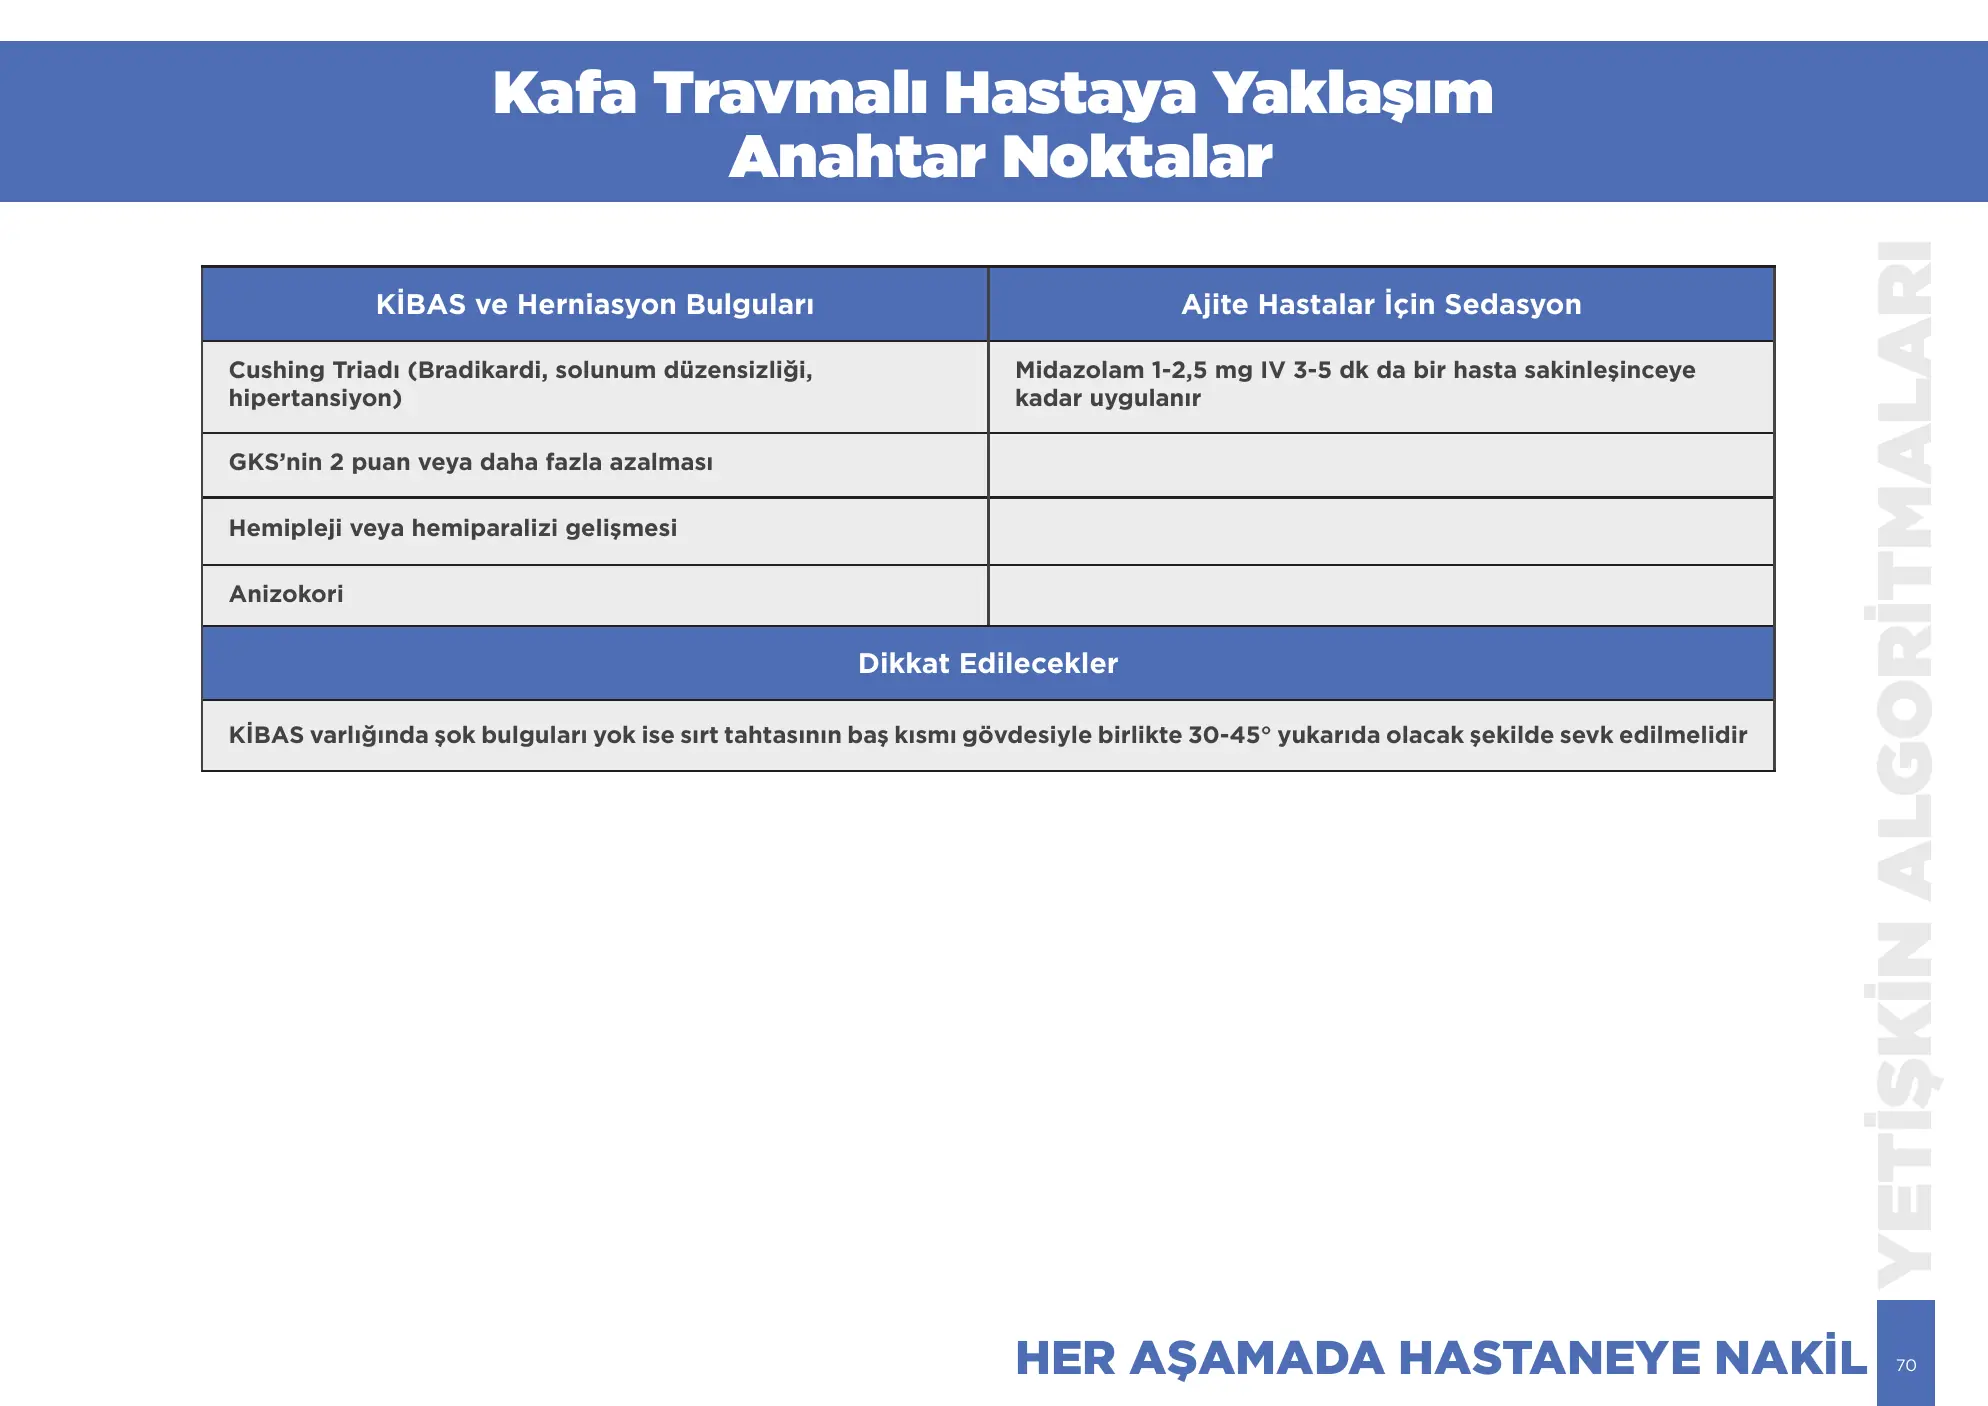 Kafa Travmalı Hastaya Yaklaşım
Anahtar Noktalar
KİBAS ve Herniasyon Bulguları
Ajite Hastalar İçin Sedasyon
Cushing Triadı (Bradikardi, solunum düzensizliği,
hipertansiyon)
Midazolam 1-2,5 mg IV 3-5 dk da bir hasta sakinleşinceye
kadar uygulanır
GKS’nin 2 puan veya daha fazla azalması
Hemipleji veya hemiparalizi gelişmesi
Anizokori
Dikkat Edilecekler
KİBAS varlığında şok bulguları yok ise sırt tahtasının baş kısmı gövdesiyle birlikte 30-45° yukarıda olacak şekilde sevk edilmelidir
YETİŞKİN ALGORİTMALARI
HER AŞAMADA HASTANEYE NAKİL
70